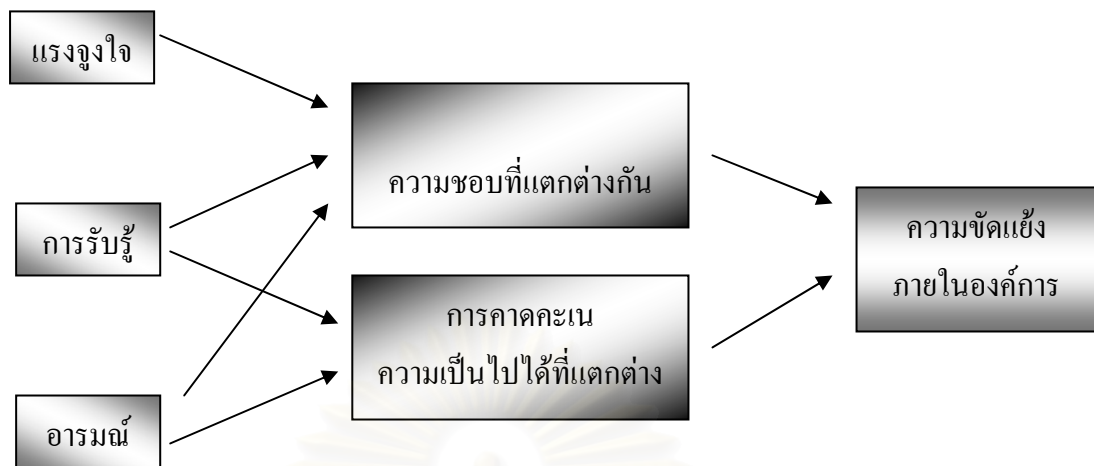 แรงจูงใจ
การรับรู้
อารมณ์
ความชอบที่แตกต่างกัน
การคาดคะเน
ความเป็นไปได้ที่แตกต่าง
ความขัดแย้ง
ภายในองค์การ